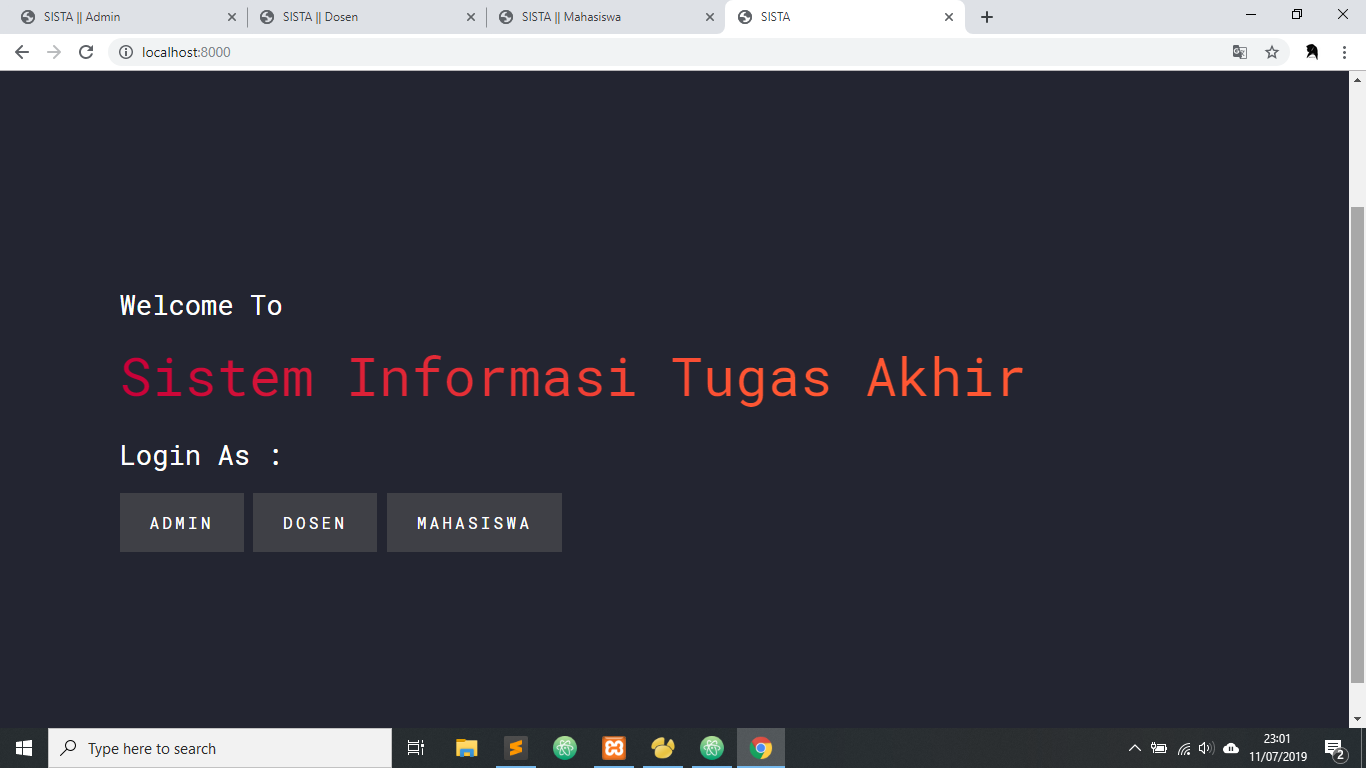 SISTA || Admin
SISTA || Dosen
SISTA || Mahasiswa
SISTA
localhost:8000
Welcome To
Sistem Informasi Tugas Akhir
Login As :
ADMIN
DOSEN
MAHASISWA
Type here to search
23:01
11/07/2019
2